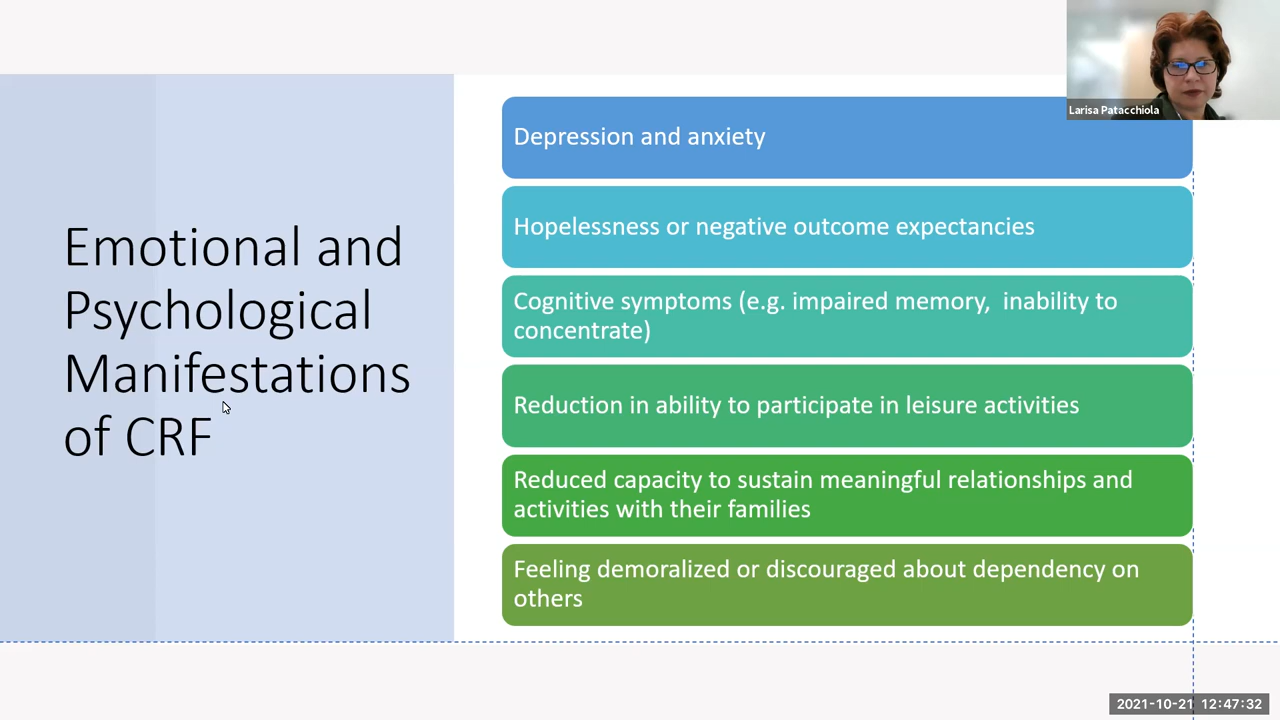 Larisa Patacchiola
Emotional and
Psychological
Manifestations
of CRF
Depression and anxiety
Hopelessness or negative outcome expectancies
Cognitive symptoms (e.g. impaired memory,  inability to
concentrate)
Reduction in ability to participate in leisure activities
Reduced capacity to sustain meaningful relationships and
activities with their families
Feeling demoralized or discouraged about dependency on
others
2021-10-21 12:47:32